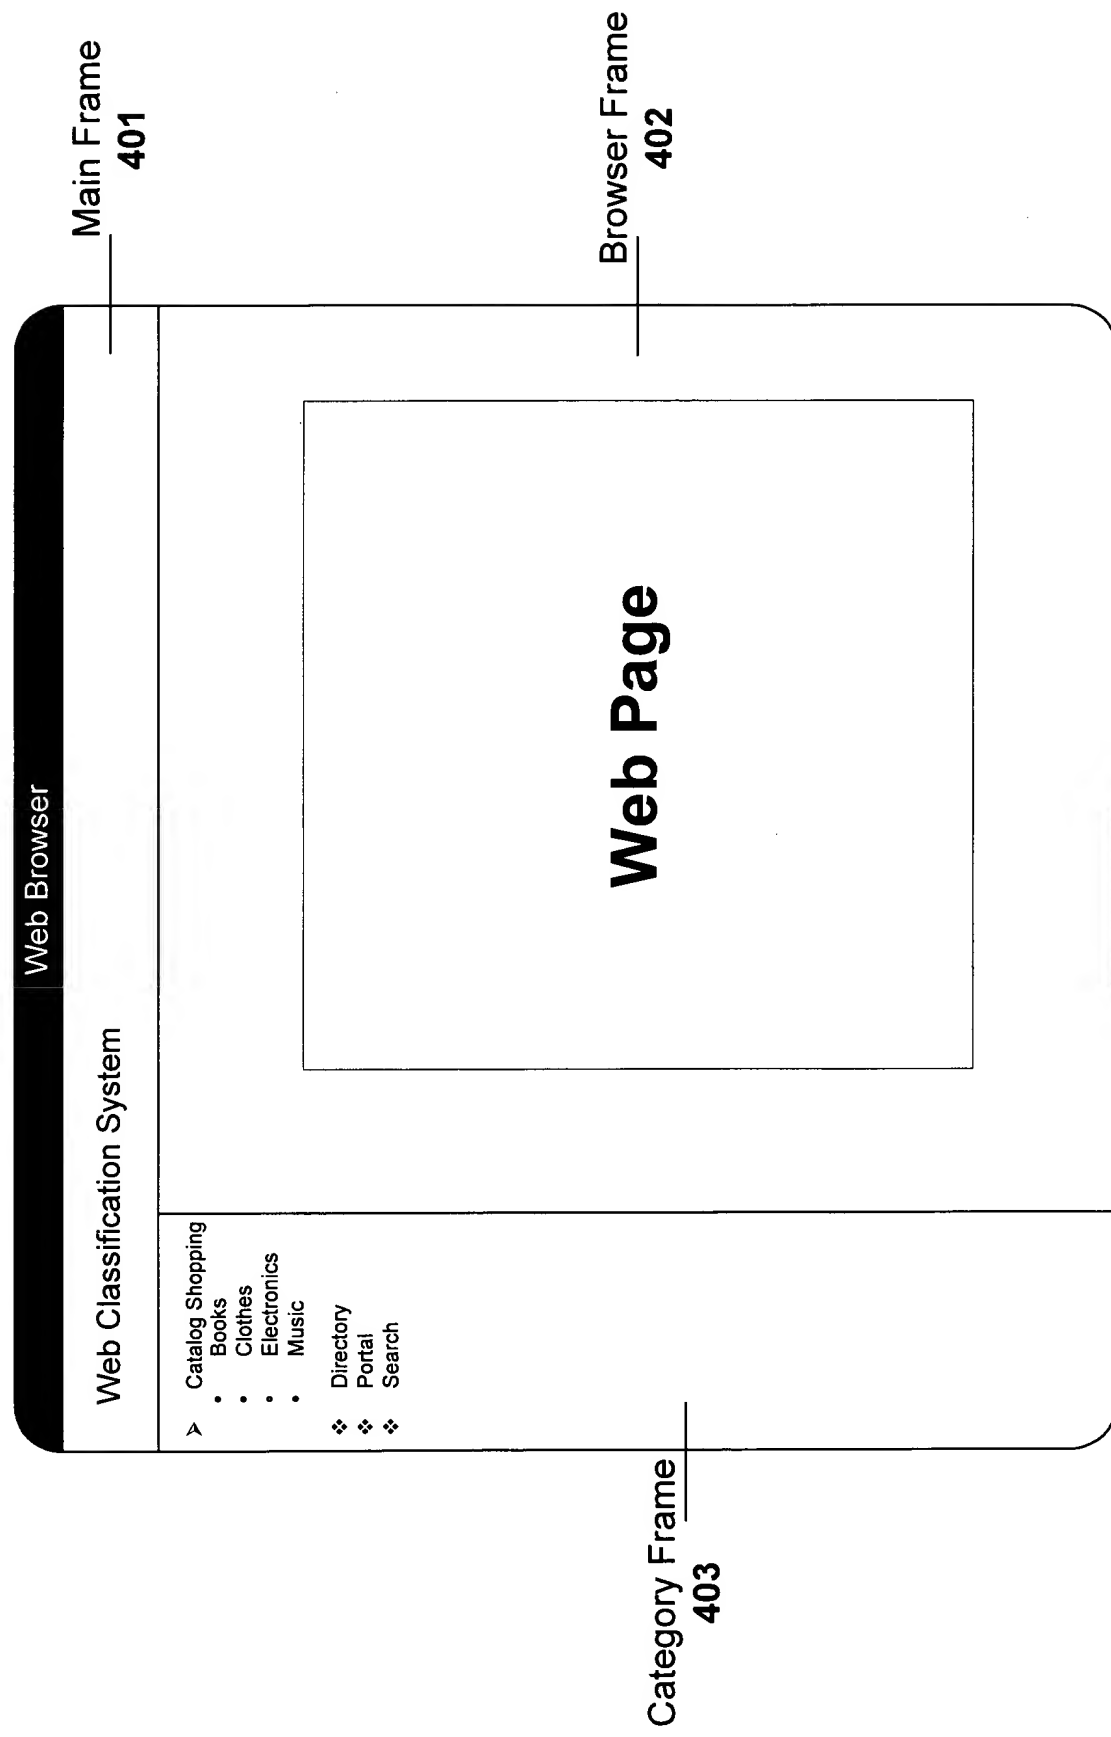 Web Browser
Web Classification System
Main Frame
401
➢ Catalog Shopping
• Books
• Clothes
• Electronics
• Music
❖ Directory
❖ Portal
❖ Search
Web Page
Browser Frame
402
Category Frame
403